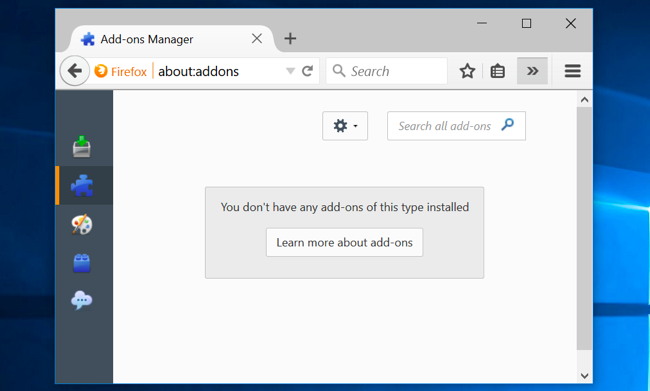 Add-ons Manager
Firefox about:addons Search
Search all add-ons
You don't have any add-ons of this type installed
Learn more about add-ons